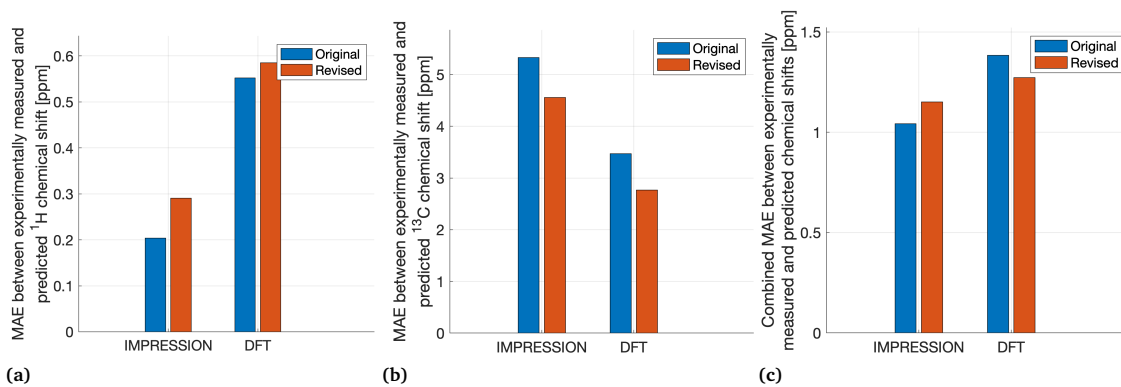 MAE between experimentally measured and
predicted ¹H chemical shift [ppm]
0.6
0.5
0.4
0.3
0.2
0.1
0
Original
Revised
IMPRESSION
DFT
(a)
MAE between experimentally measured and
predicted ¹³C chemical shift [ppm]
5
4
3
2
1
0
Original
Revised
IMPRESSION
DFT
(b)
Combined MAE between experimentally
measured and predicted chemical shifts [ppm]
1.5
1
0.5
0
Original
Revised
IMPRESSION
DFT
(c)